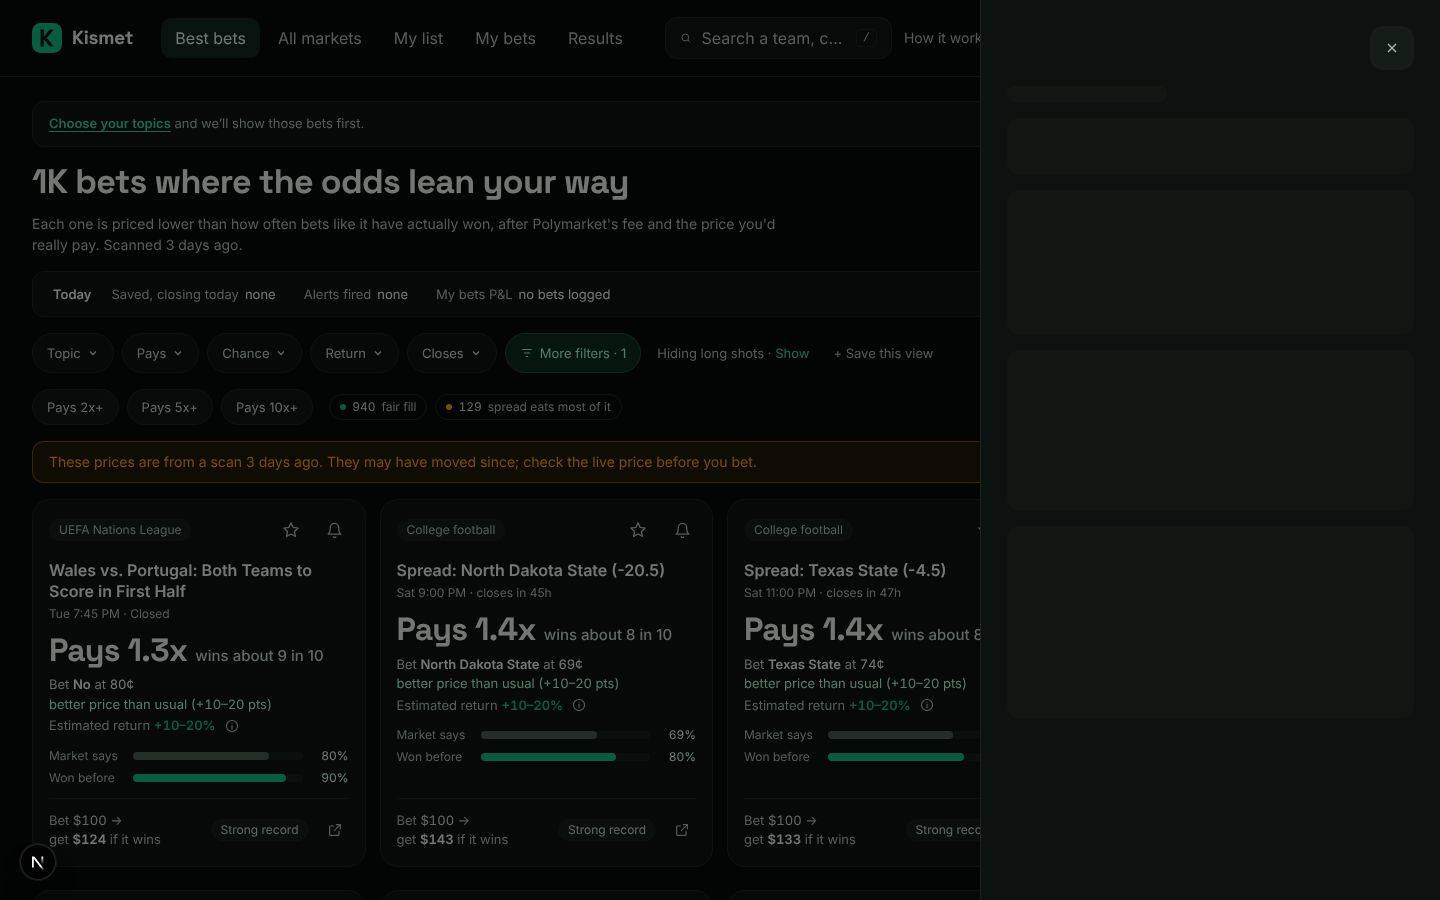 K Kismet
Best bets
All markets
My list
My bets
Results
Search a team, c... /
How it work
Choose your topics and we'll show those bets first.
1K bets where the odds lean your way
Each one is priced lower than how often bets like it have actually won, after Polymarket's fee and the price you'd
really pay. Scanned 3 days ago.
Today Saved, closing today none Alerts fired none My bets P&L no bets logged
Topic
Pays
Chance
Return
Closes
More filters · 1
Hiding long shots · Show
+ Save this view
Pays 2x+
Pays 5x+
Pays 10x+
940 fair fill
129 spread eats most of it
These prices are from a scan 3 days ago. They may have moved since; check the live price before you bet.
UEFA Nations League
Wales vs. Portugal: Both Teams to
Score in First Half
Tue 7:45 PM · Closed
Pays 1.3x wins about 9 in 10
Bet No at 80¢
better price than usual (+10–20 pts)
Estimated return +10–20%
Market says 80%
Won before 90%
Bet $100 →
get $124 if it wins
Strong record
College football
Spread: North Dakota State (-20.5)
Sat 9:00 PM · closes in 45h
Pays 1.4x wins about 8 in 10
Bet North Dakota State at 69¢
better price than usual (+10–20 pts)
Estimated return +10–20%
Market says 69%
Won before 80%
Bet $100 →
get $143 if it wins
Strong record
College football
Spread: Texas State (-4.5)
Sat 11:00 PM · closes in 47h
Pays 1.4x wins about 8
Bet Texas State at 74¢
better price than usual (+10–20 pts)
Estimated return +10–20%
Market says
Won before
Bet $100 →
get $133 if it wins
Strong reco
N